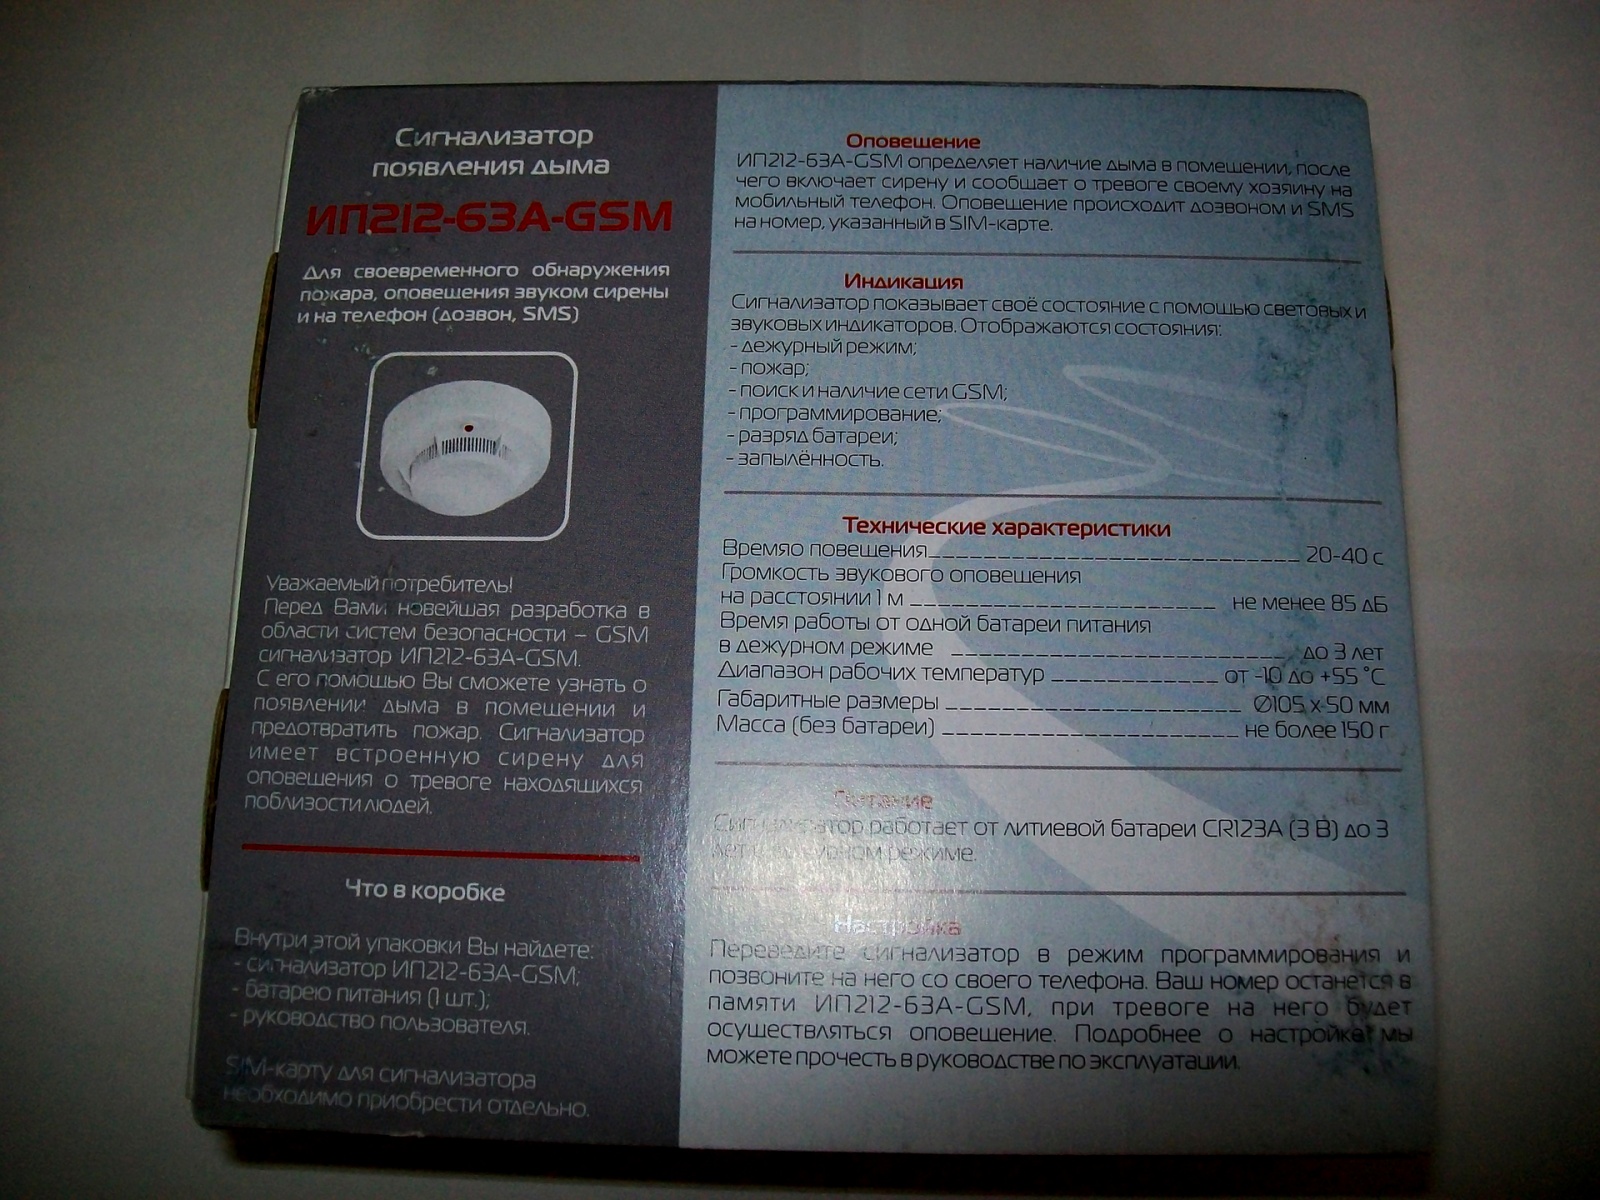 Сигнализатор
появления дыма
ИП212-63А-GSM
Для своевременного обнаружения
пожара, оповещения звуком сирены
и на телефон (дозвон, SMS)
Уважаемый потребитель!
Перед Вами новейшая разработка в
области систем безопасности – GSM
сигнализатор ИП212-63А-GSM.
С его помощью Вы сможете узнать о
появлении дыма в помещении и
предотвратить пожар. Сигнализатор
имеет встроенную сирену для
оповещения о тревоге находящихся
поблизости людей.
Что в коробке
Внутри этой упаковки Вы найдете:
- сигнализатор ИП212-63А-GSM;
- батарею питания (1 шт.);
- руководство пользователя.
SIM-карту для сигнализатора
необходимо приобрести отдельно.
Оповещение
ИП212-63А-GSM определяет наличие дыма в помещении, после
чего включает сирену и сообщает о тревоге своему хозяину на
мобильный телефон. Оповещение происходит дозвоном и SMS
на номер, указанный в SIM-карте.
Индикация
Сигнализатор показывает своё состояние с помощью световых и
звуковых индикаторов. Отображаются состояния:
- дежурный режим;
- пожар;
- поиск и наличие сети GSM;
- программирование;
- разряд батареи;
- запылённость.
Технические характеристики
Времяо повещения____________________________ 20-40 с
Громкость звукового оповещения
на расстоянии 1 м _______________________ не менее 85 дБ
Время работы от одной батареи питания
в дежурном режиме __________________________ до 3 лет
Диапазон рабочих температур _____________ от -10 до +55 °С
Габаритные размеры ______________________ Ø105 х 50 мм
Масса (без батареи) ______________________ не более 150 г
Питание
Сигнализатор работает от литиевой батареи CR123A (3 В) до 3
лет в дежурном режиме.
Настройка
Переведите сигнализатор в режим программирования и
позвоните на него со своего телефона. Ваш номер останется в
памяти ИП212-63А-GSM, при тревоге на него будет
осуществляться оповещение. Подробнее о настройке мы
можете прочесть в руководстве по эксплуатации.